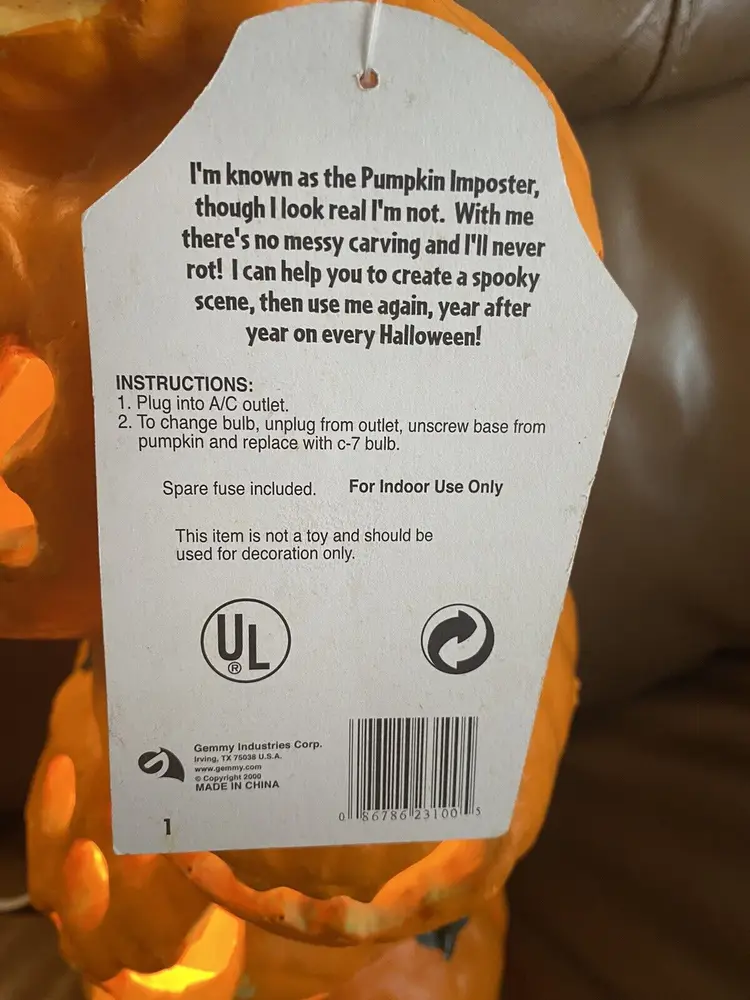 I'm known as the Pumpkin Imposter,
though I look real I'm not. With me
there's no messy carving and I'll never
rot! I can help you to create a spooky
scene, then use me again, year after
year on every Halloween!
INSTRUCTIONS:
1. Plug into A/C outlet.
2. To change bulb, unplug from outlet, unscrew base from
pumpkin and replace with c-7 bulb.
Spare fuse included. For Indoor Use Only
This item is not a toy and should be
used for decoration only.
UL
®
Gemmy Industries Corp.
Irving, TX 75038 U.S.A.
www.gemmy.com
© Copyright 2000
MADE IN CHINA
0 86786 23100 5
1